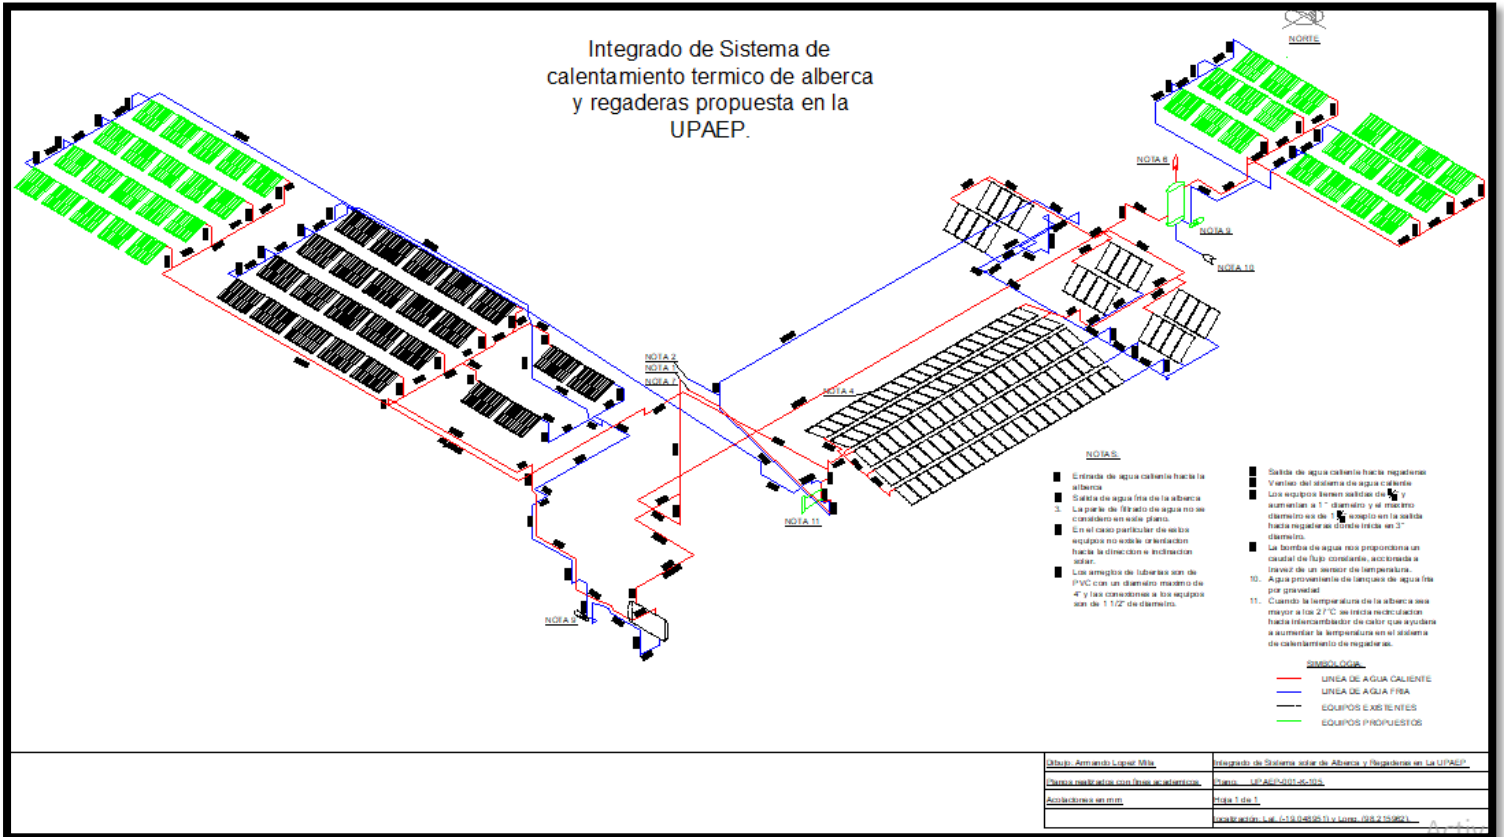 Integrado de Sistema de
calentamiento termico de alberca
y regaderas propuesta en la
UPAEP.
NORTE
NOTA 6
NOTA 9
NOTA 10
NOTA 2
NOTA 1
NOTA 7
NOTA 4
NOTA 11
NOTA 9
NOTAS:
Entrada de agua caliente hacia la
alberca
Salida de agua fria de la alberca
3. La parte de filtrado de agua no se
considero en este plano.
En el caso particular de estos
equipos no existe orientacion
hacia la direccion e inclinacion
solar.
Los arreglos de tuberias son de
PVC con un diametro maximo de
4" y las conexiones a los equipos
son de 1 1/2" de diametro.
Salida de agua caliente hacia regaderas
Venteo del sistema de agua caliente
Los equipos tienen salidas de y
aumentan a 1" diametro y el maximo
diametro es de 1 exepto en la salida
hacia regaderas donde inicia en 3"
diametro.
La bomba de agua nos proporciona un
caudal de flujo constante, accionada a
travez de un sensor de temperatura.
10. Agua proveniente de tanques de agua fria
por gravedad
11. Cuando la temperatura de la alberca sea
mayor a los 27°C se inicia recirculacion
hacia intercambiador de calor que ayudara
a aumentar la temperatura en el sistema
de calentamiento de regaderas.
SIMBOLOGIA:
LINEA DE AGUA CALIENTE
LINEA DE AGUA FRIA
EQUIPOS EXISTENTES
EQUIPOS PROPUESTOS
Dibujo: Armando Lopez Mila
Integrado de Sistema solar de Alberca y Regaderas en La UPAEP
Planos realizados con fines academicos.
Plano: UPAEP-001-K-105
Acotaciones en mm
Hoja 1 de 1
localización: Lat. (-19.048951) y Long. (98.215962).
Activ